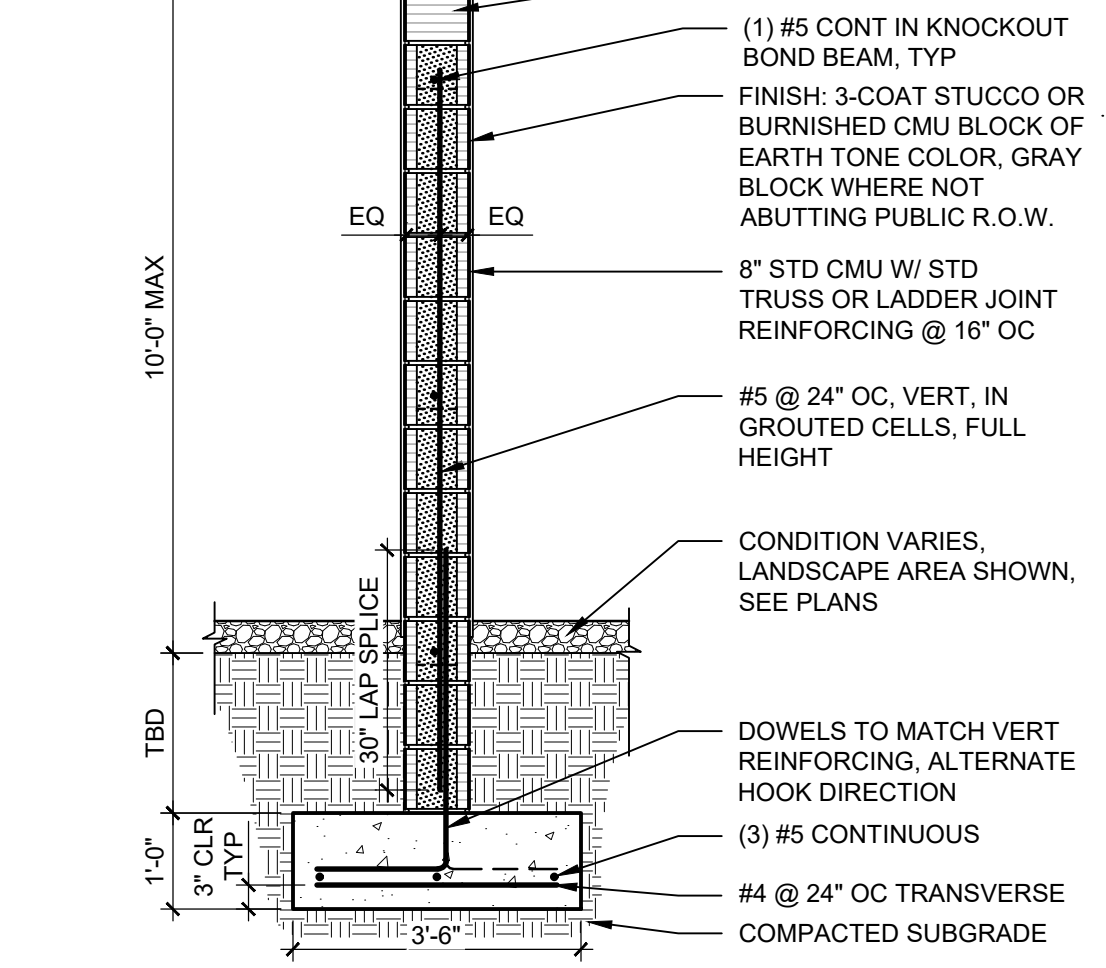 (1) #5 CONT IN KNOCKOUT
BOND BEAM, TYP
FINISH: 3-COAT STUCCO OR
BURNISHED CMU BLOCK OF
EARTH TONE COLOR, GRAY
BLOCK WHERE NOT
ABUTTING PUBLIC R.O.W.
EQ
EQ
8" STD CMU W/ STD
TRUSS OR LADDER JOINT
REINFORCING @ 16" OC
10'-0" MAX
#5 @ 24" OC, VERT, IN
GROUTED CELLS, FULL
HEIGHT
CONDITION VARIES,
LANDSCAPE AREA SHOWN,
SEE PLANS
30" LAP SPLICE
TBD
DOWELS TO MATCH VERT
REINFORCING, ALTERNATE
HOOK DIRECTION
(3) #5 CONTINUOUS
1'-0"
3" CLR
TYP
#4 @ 24" OC TRANSVERSE
COMPACTED SUBGRADE
3'-6"